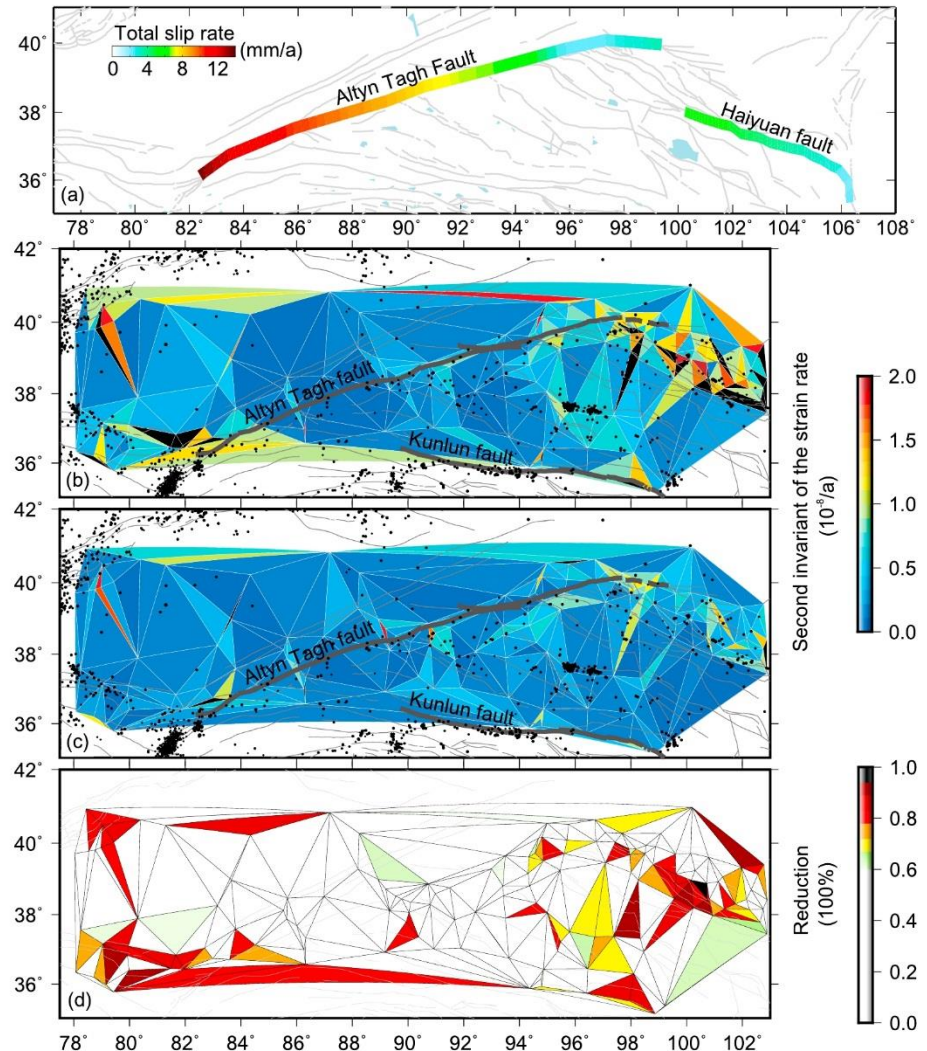 40°
38°
36°
Total slip rate
(mm/a)
0 4 8 12
Altyn Tagh Fault
Haiyuan fault
(a)
78 80 82 84 86 88 90 92 94 96 98 100 102 104 106 108°
42°
40°
38°
36°
Altyn Tagh fault
Kunlun fault
(b)
42°
40°
38°
36°
Altyn Tagh fault
Kunlun fault
(c)
2.0
1.5
1.0
0.5
0.0
Second invariant of the strain rate
(10⁻⁸/a)
42°
40°
38°
36°
(d)
1.0
0.8
0.6
0.4
0.2
0.0
Reduction
(100%)
78° 80° 82° 84° 86° 88° 90° 92° 94° 96° 98° 100° 102°